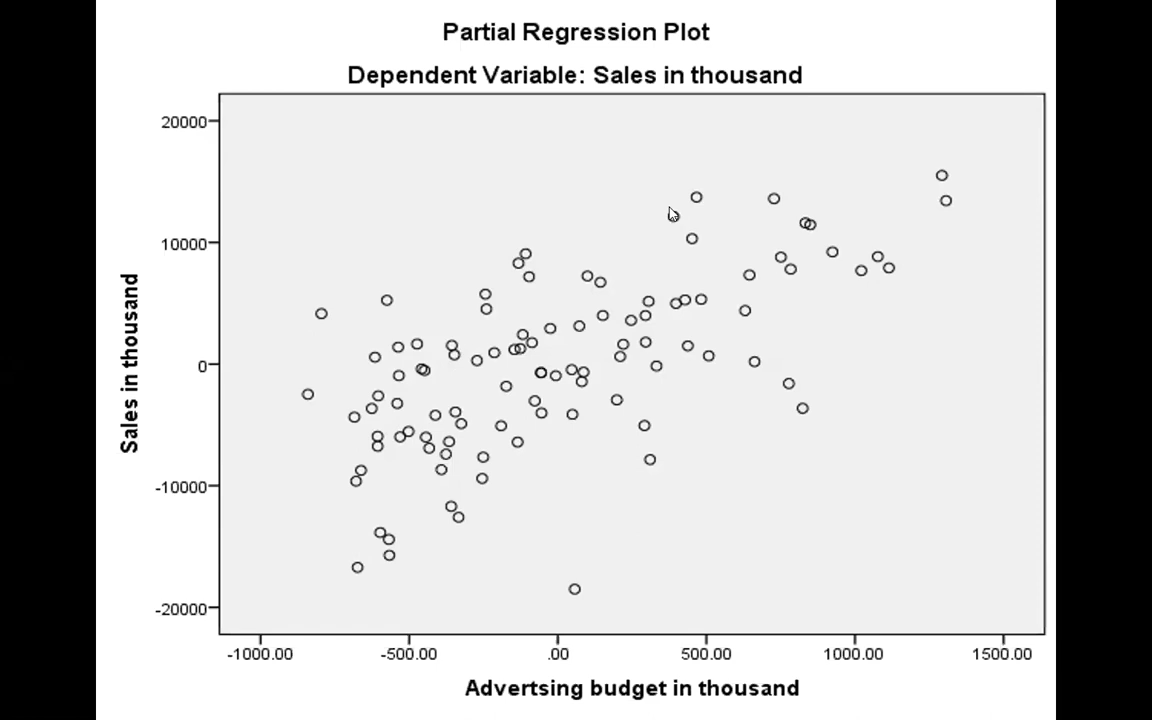 Partial Regression Plot
Dependent Variable: Sales in thousand
Sales in thousand
20000
10000
0
-10000
-20000
-1000.00 -500.00 .00 500.00 1000.00 1500.00
Advertsing budget in thousand